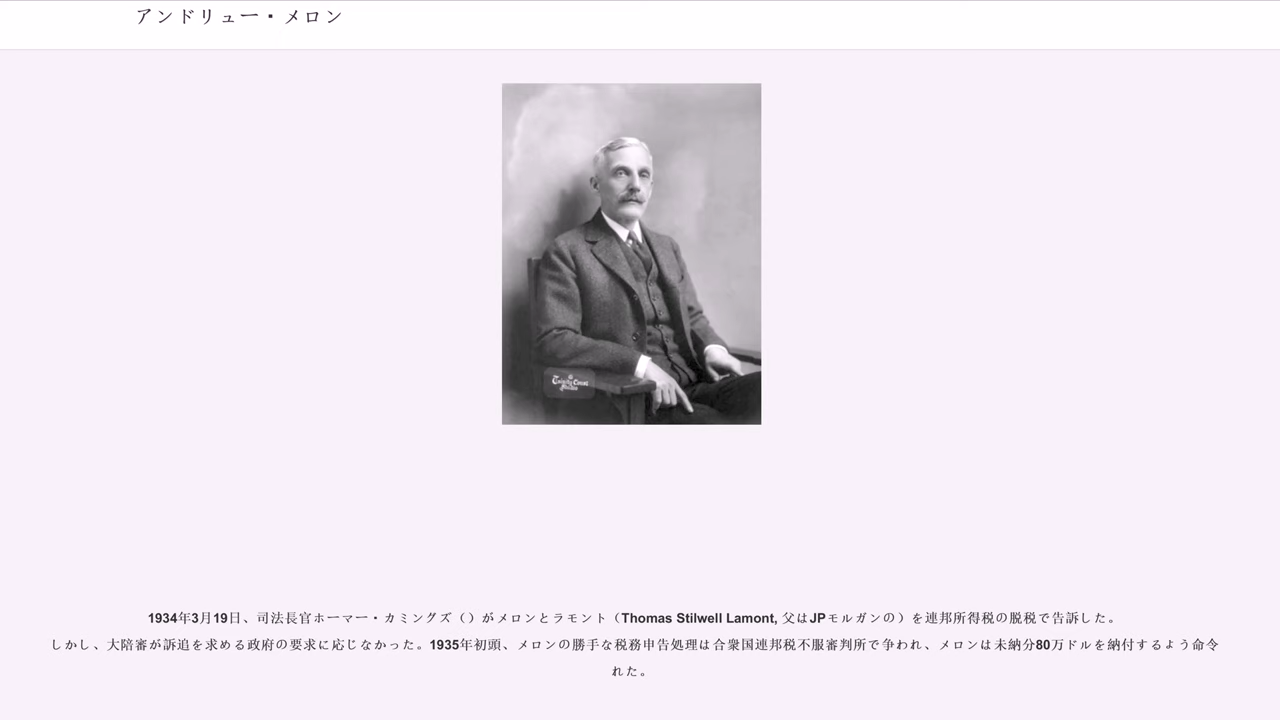 アンドリュー・メロン
Trinity Court
Studio
1934年3月19日、司法長官ホーマー・カミングズ（）がメロンとラモント（Thomas Stilwell Lamont, 父はJPモルガンの）を連邦所得税の脱税で告訴した。
しかし、大陪審が訴追を求める政府の要求に応じなかった。1935年初頭、メロンの勝手な税務申告処理は合衆国連邦税不服審判所で争われ、メロンは未納分80万ドルを納付するよう命令
れた。